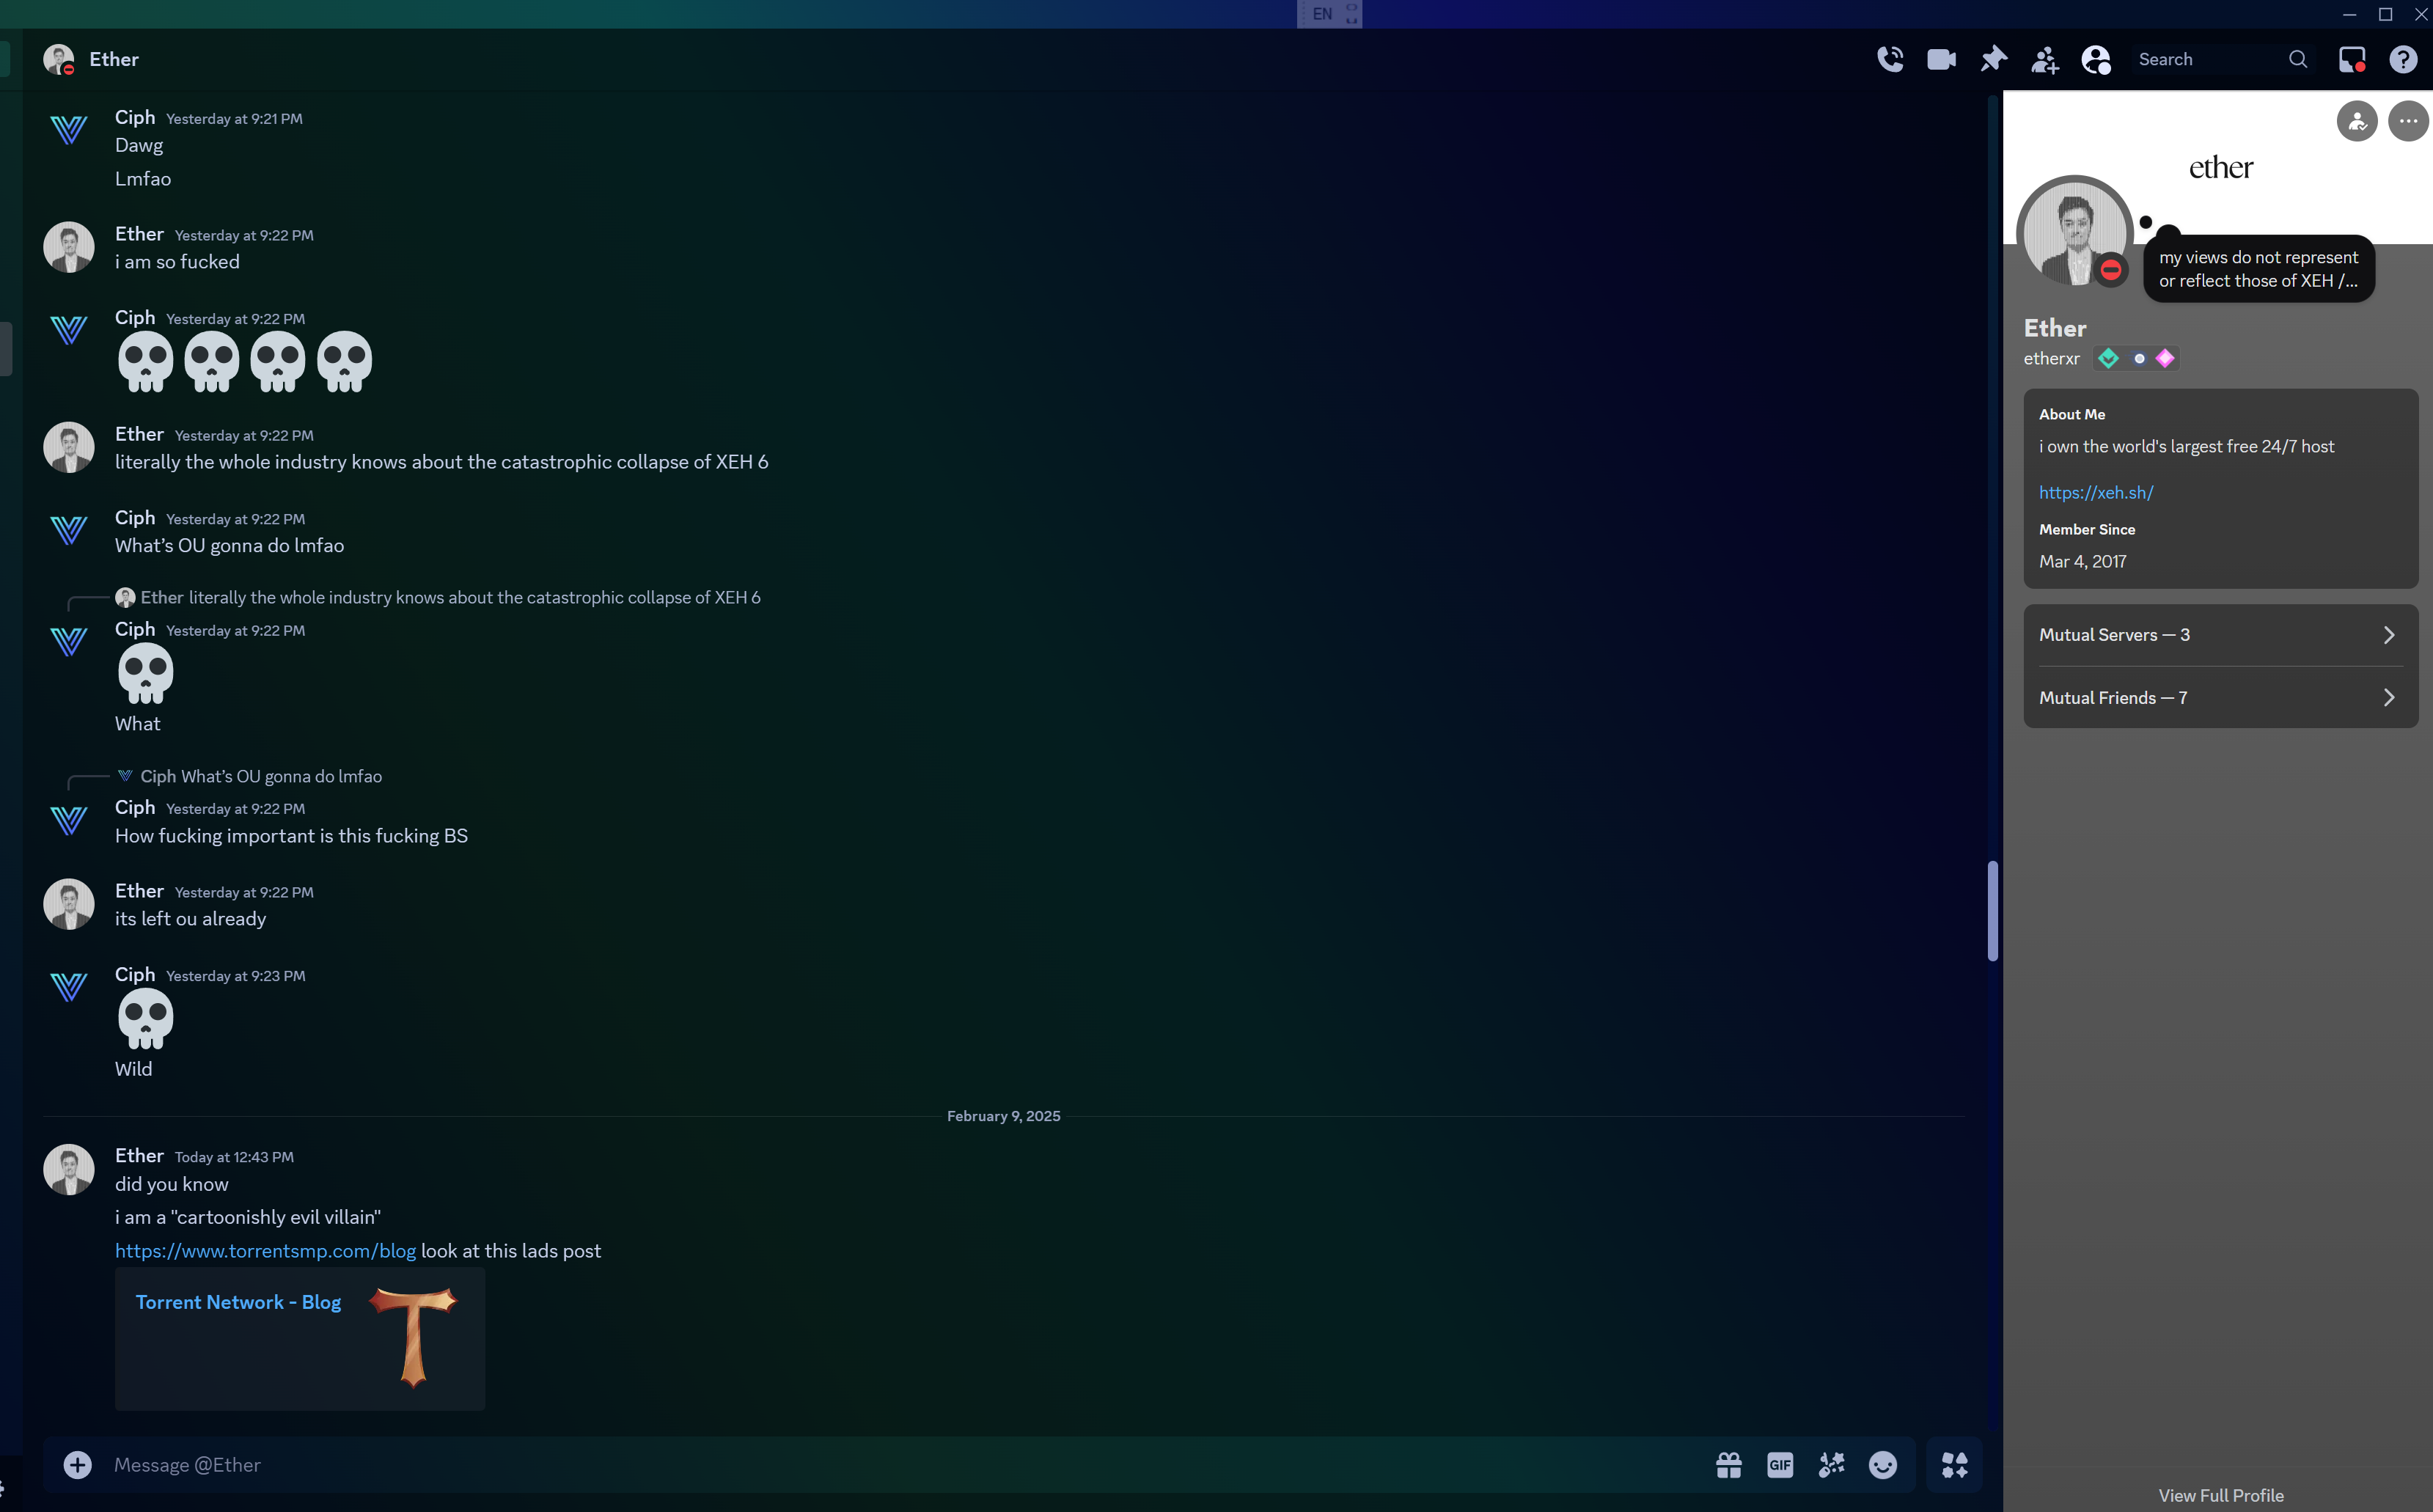 EN
Ether
Search
Ciph Yesterday at 9:21 PM
Dawg
Lmfao
Ether Yesterday at 9:22 PM
i am so fucked
Ciph Yesterday at 9:22 PM
💀💀💀💀
Ether Yesterday at 9:22 PM
literally the whole industry knows about the catastrophic collapse of XEH 6
Ciph Yesterday at 9:22 PM
What’s OU gonna do lmfao
Ether literally the whole industry knows about the catastrophic collapse of XEH 6
Ciph Yesterday at 9:22 PM
💀
What
Ciph What’s OU gonna do lmfao
Ciph Yesterday at 9:22 PM
How fucking important is this fucking BS
Ether Yesterday at 9:22 PM
its left ou already
Ciph Yesterday at 9:23 PM
💀
Wild
February 9, 2025
Ether Today at 12:43 PM
did you know
i am a "cartoonishly evil villain"
https://www.torrentsmp.com/blog look at this lads post
Torrent Network - Blog
T
Message @Ether
GIF
ether
my views do not represent
or reflect those of XEH /...
Ether
etherxr
About Me
i own the world's largest free 24/7 host
https://xeh.sh/
Member Since
Mar 4, 2017
Mutual Servers — 3
Mutual Friends — 7
View Full Profile